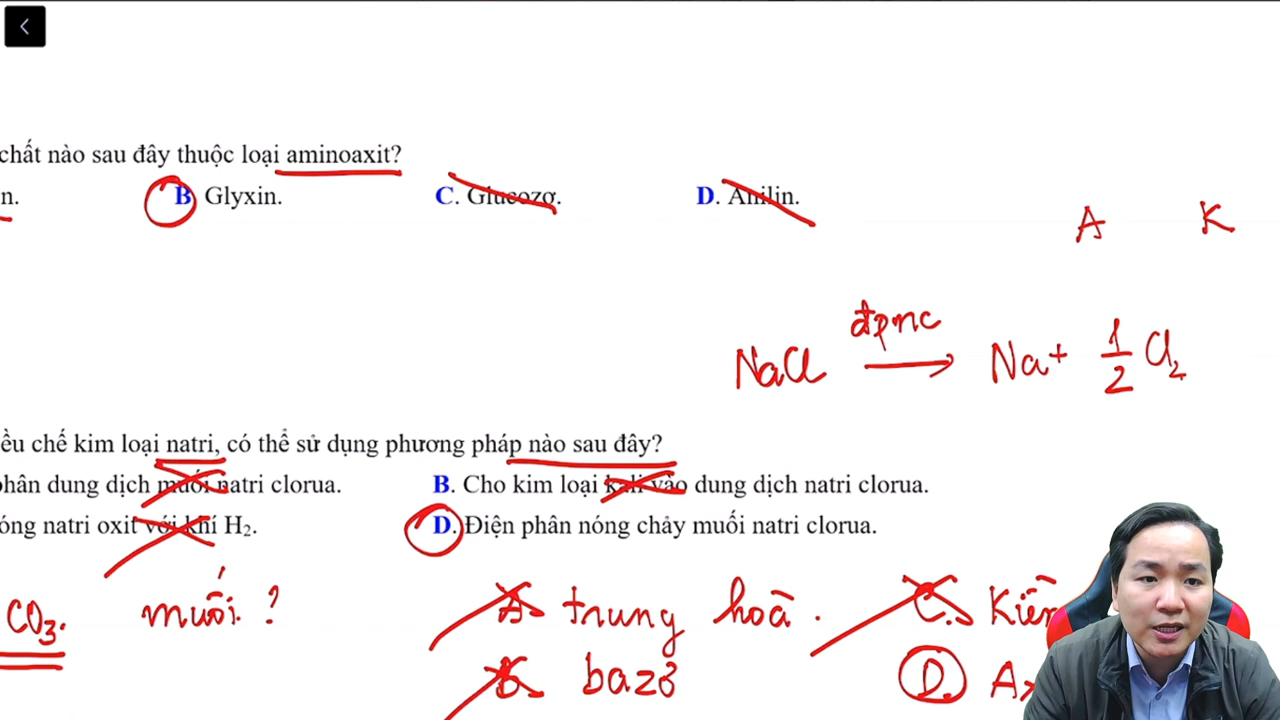 chất nào sau đây thuộc loại aminoaxit?
n. B Glyxin. C. Glucozơ. D. Anilin.
A K
NaCl đpnc Na + 1/2 Cl2
ều chế kim loại natri, có thể sử dụng phương pháp nào sau đây?
phân dung dịch muối natri clorua. B. Cho kim loại kali vào dung dịch natri clorua.
óng natri oxit với khí H2. D. Điện phân nóng chảy muối natri clorua.
CO3. muối ? A trung hoà. C. Kiềm
B bazơ D. Ax